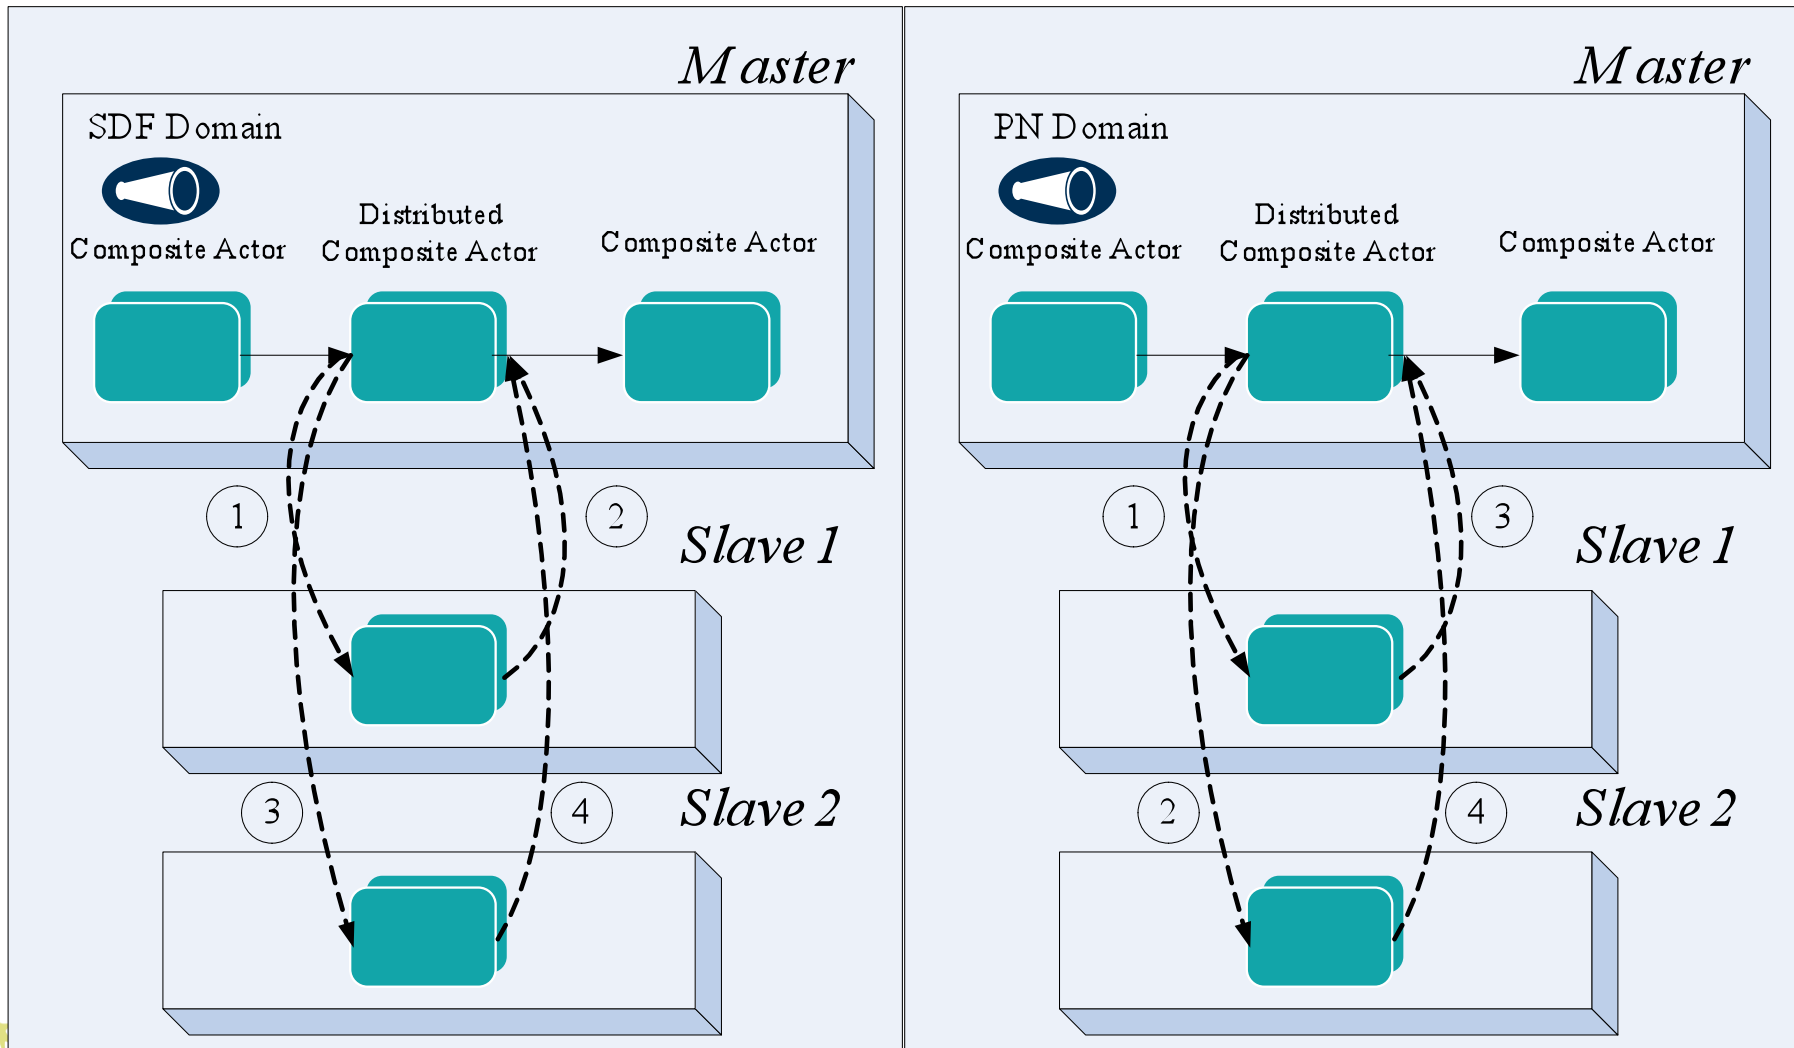 Master
SDF Domain
Distributed
Composite Actor
Composite Actor
Composite Actor
1
2
Slave 1
3
4
Slave 2
Master
PN Domain
Distributed
Composite Actor
Composite Actor
Composite Actor
1
3
Slave 1
2
4
Slave 2